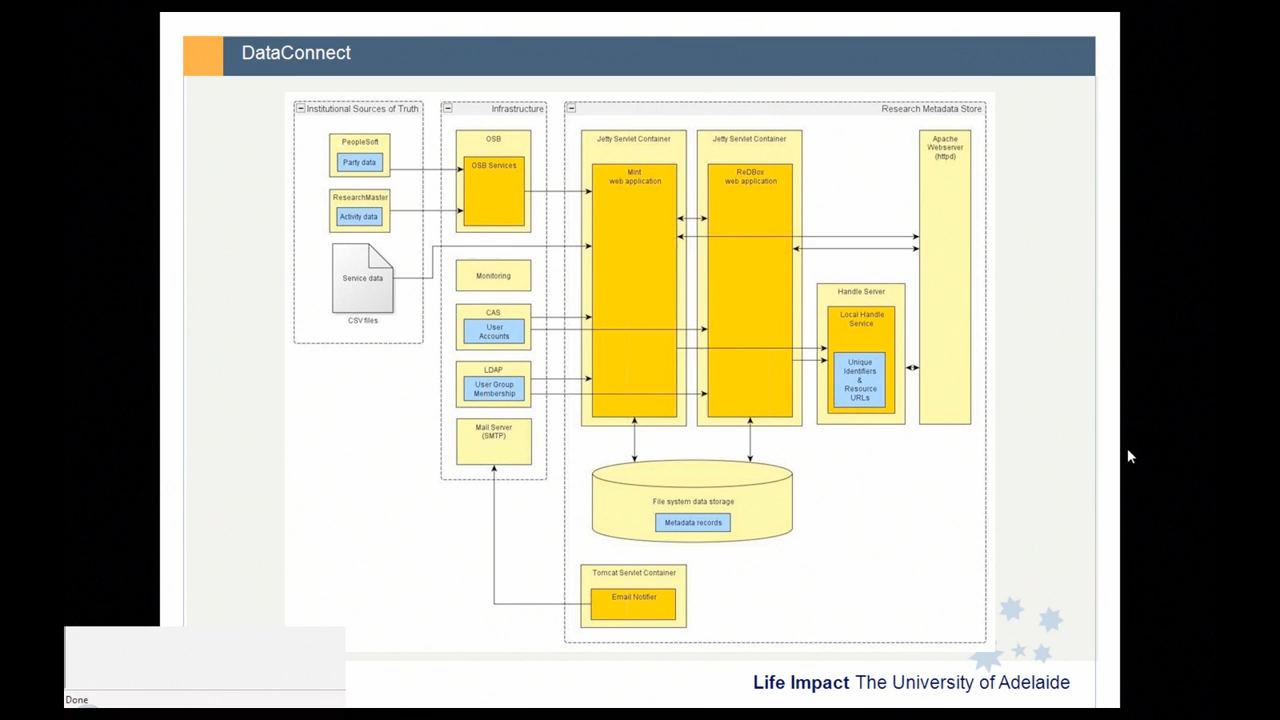 DataConnect
Institutional Sources of Truth
PeopleSoft
Party data
ResearchMaster
Activity data
Service data
CSV files
Infrastructure
OSB
OSB Services
Monitoring
CAS
User
Accounts
LDAP
User Group
Membership
Mail Server
(SMTP)
Research Metadata Store
Jetty Servlet Container
Mint
web application
Jetty Servlet Container
ReDBox
web application
Apache
Webserver
(httpd)
Handle Server
Local Handle
Service
Unique
Identifiers
&
Resource
URLs
File system data storage
Metadata records
Tomcat Servlet Container
Email Notifier
Life Impact The University of Adelaide
Done